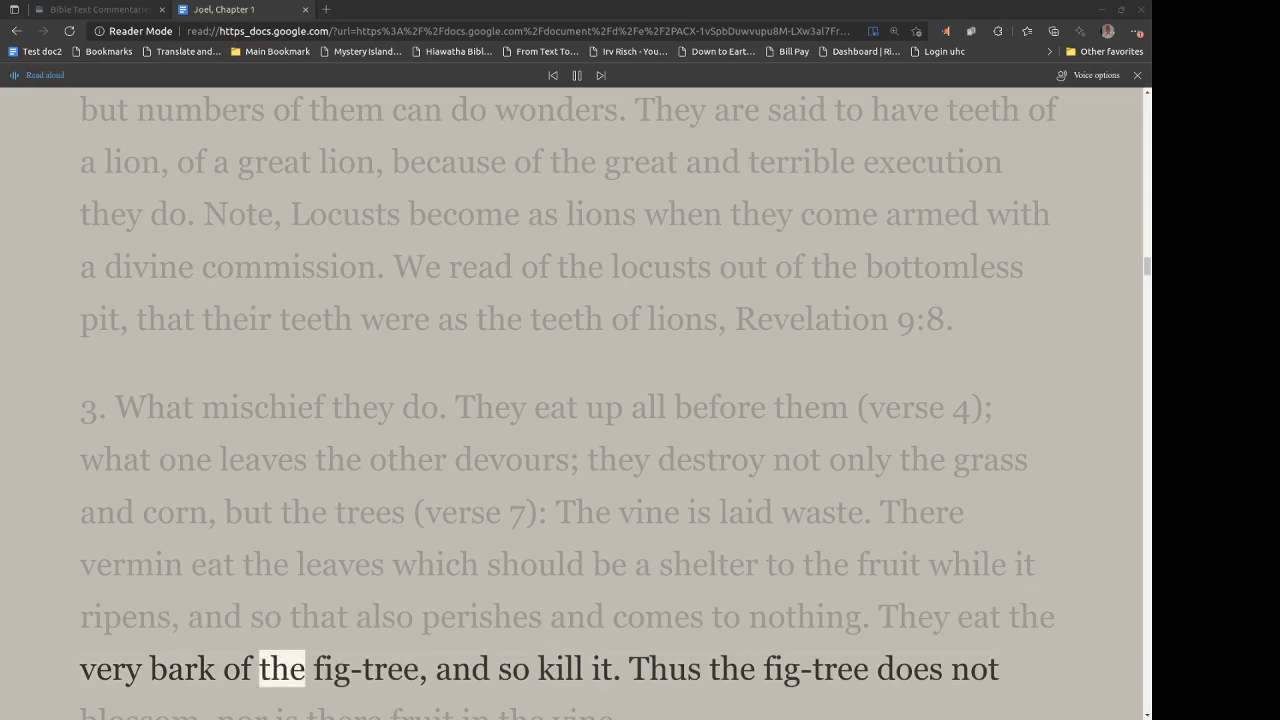 Bible Text Commentaries
Joel, Chapter 1
Reader Mode
read://https_docs.google.com/?url=https%3A%2F%2Fdocs.google.com%2Fdocument%2Fd%2Fe%2F2PACX-1vSpbDuwvupu8M-LXw3al7Fr...
Test doc2 Bookmarks Translate and... Main Bookmark Mystery Island... Hiawatha Bibl... From Text To... Irv Risch - You... Down to Eart... Bill Pay Dashboard | Ri... Login uhc Other favorites
Read aloud Voice options
but numbers of them can do wonders. They are said to have teeth of
a lion, of a great lion, because of the great and terrible execution
they do. Note, Locusts become as lions when they come armed with
a divine commission. We read of the locusts out of the bottomless
pit, that their teeth were as the teeth of lions, Revelation 9:8.
3. What mischief they do. They eat up all before them (verse 4);
what one leaves the other devours; they destroy not only the grass
and corn, but the trees (verse 7): The vine is laid waste. There
vermin eat the leaves which should be a shelter to the fruit while it
ripens, and so that also perishes and comes to nothing. They eat the
very bark of the fig-tree, and so kill it. Thus the fig-tree does not
blossom, nor is there fruit in the vine.